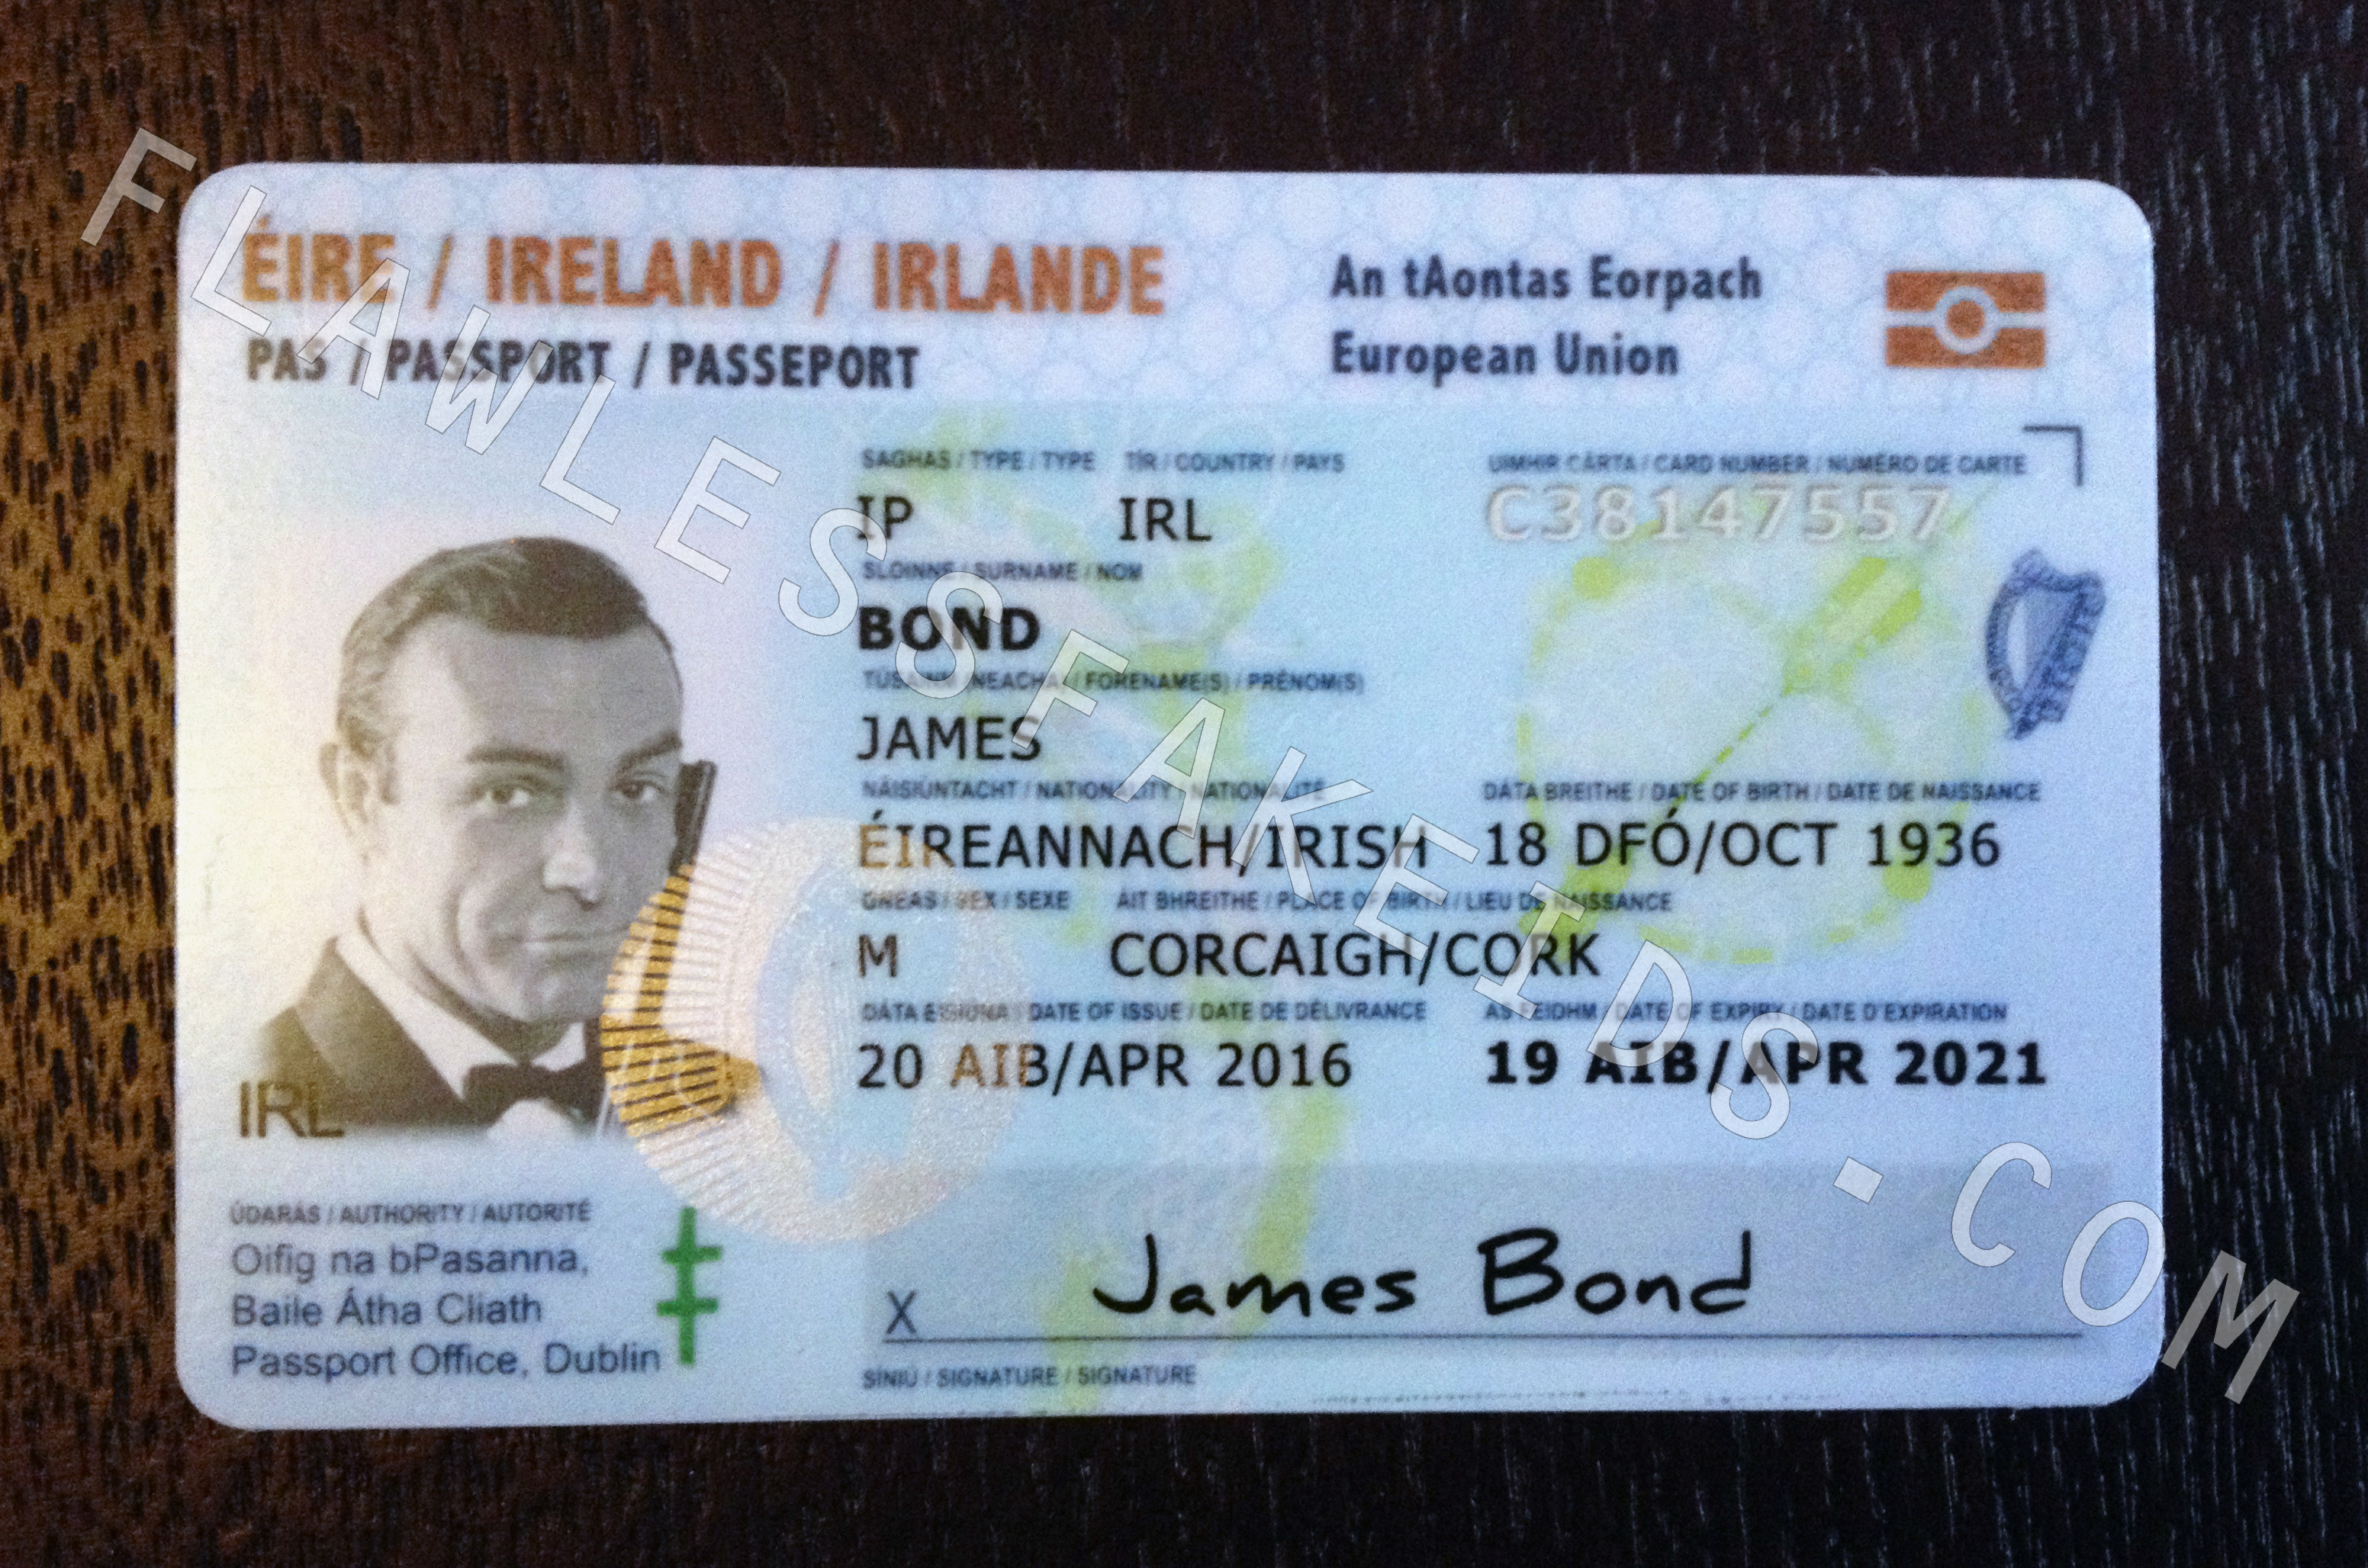 ÉIRE / IRELAND / IRLANDE
PAS / PASSPORT / PASSEPORT
An tAontas Eorpach
European Union
SAGHAS / TYPE / TYPE TÍR / COUNTRY / PAYS UIMHIR CÁRTA / CARD NUMBER / NUMÉRO DE CARTE
IP IRL C38147557
SLOINNE / SURNAME / NOM
BOND
/ FORENAME(S) / PRÉNOM(S)
JAMES
NÁISIÚNTACHT / NATIONALITY / NATIONALITÉ DÁTA BREITHE / DATE OF BIRTH / DATE DE NAISSANCE
ÉIREANNACH/IRISH 18 DFÓ/OCT 1936
GNÉAS / SEX / SEXE ÁIT BHREITHE / PLACE OF BIRTH / LIEU DE NAISSANCE
M CORCAIGH/CORK
DÁTA EISIÚNA / DATE OF ISSUE / DATE DE DÉLIVRANCE AS FEIDHM / DATE OF EXPIRY / DATE D'EXPIRATION
20 AIB/APR 2016 19 AIB/APR 2021
IRL
ÚDARÁS / AUTHORITY / AUTORITÉ
Oifig na bPasanna,
Baile Átha Cliath
Passport Office, Dublin
X James Bond
SÍNIÚ / SIGNATURE / SIGNATURE
FLAWLESSFAKEIDS.COM